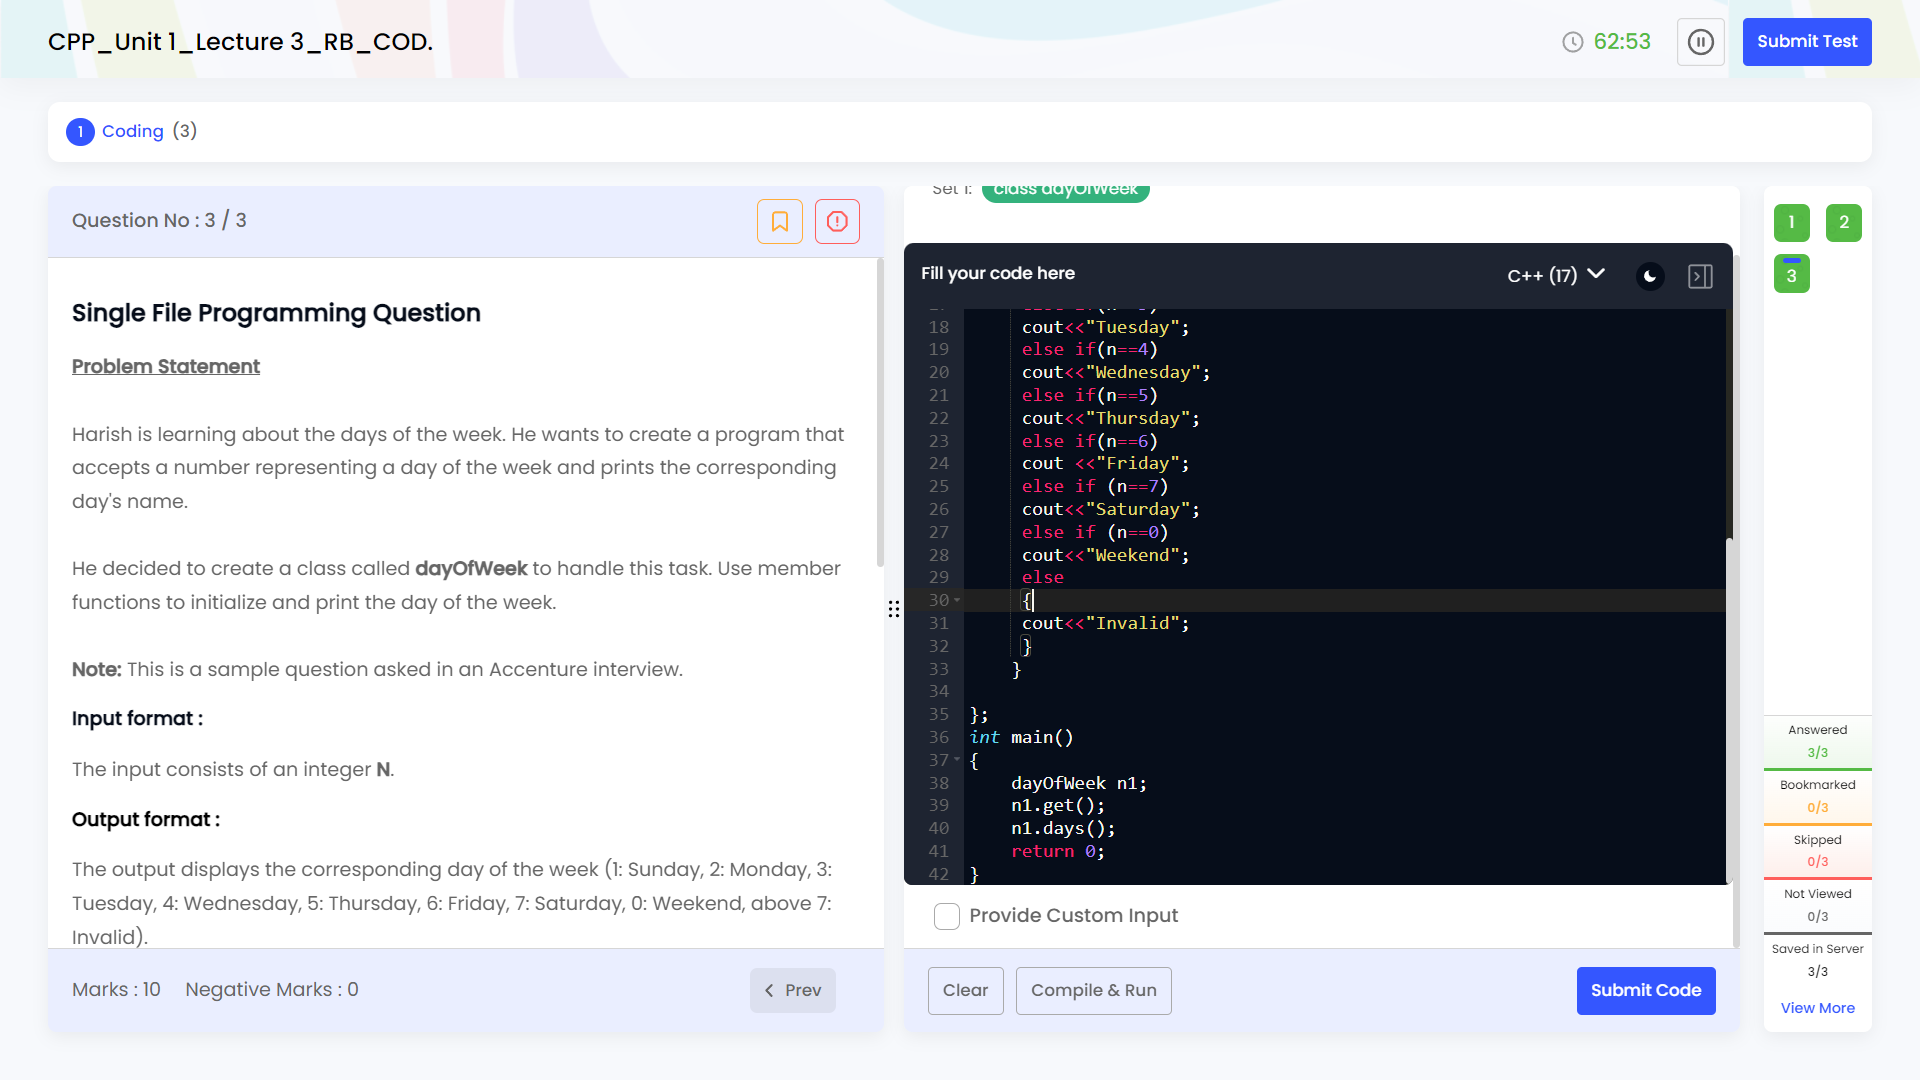 CPP_Unit 1_Lecture 3_RB_COD.
62:53
Submit Test
1 Coding (3)
Question No : 3 / 3
Single File Programming Question
Problem Statement
Harish is learning about the days of the week. He wants to create a program that
accepts a number representing a day of the week and prints the corresponding
day's name.
He decided to create a class called dayOfWeek to handle this task. Use member
functions to initialize and print the day of the week.
Note: This is a sample question asked in an Accenture interview.
Input format :
The input consists of an integer N.
Output format :
The output displays the corresponding day of the week (1: Sunday, 2: Monday, 3:
Tuesday, 4: Wednesday, 5: Thursday, 6: Friday, 7: Saturday, 0: Weekend, above 7:
Invalid).
Marks : 10 Negative Marks : 0
Prev
Set 1: class dayOfWeek
Fill your code here
C++ (17)
18 cout<<"Tuesday";
19 else if(n==4)
20 cout<<"Wednesday";
21 else if(n==5)
22 cout<<"Thursday";
23 else if(n==6)
24 cout <<"Friday";
25 else if (n==7)
26 cout<<"Saturday";
27 else if (n==0)
28 cout<<"Weekend";
29 else
30 {
31 cout<<"Invalid";
32 }
33 }
34
35 };
36 int main()
37 {
38 dayOfWeek n1;
39 n1.get();
40 n1.days();
41 return 0;
42 }
Provide Custom Input
Clear
Compile & Run
Submit Code
1 2
3
Answered
3/3
Bookmarked
0/3
Skipped
0/3
Not Viewed
0/3
Saved in Server
3/3
View More